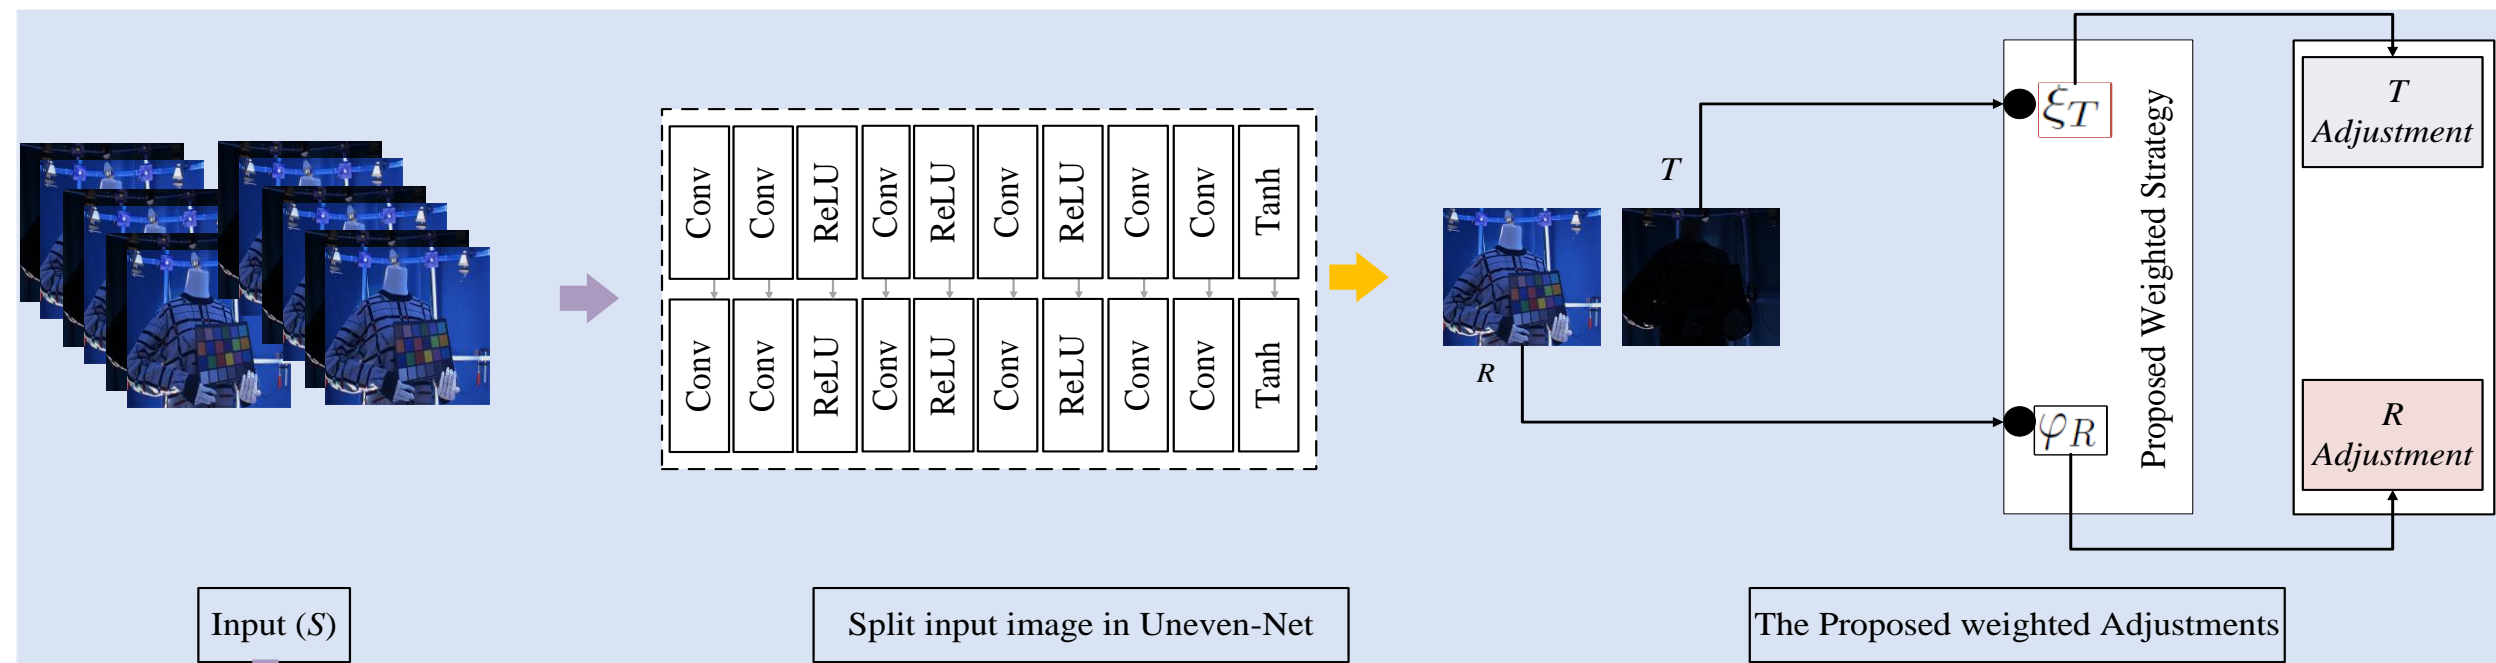 Conv
Conv
ReLU
Conv
ReLU
Conv
ReLU
Conv
Conv
Tanh
Conv
Conv
ReLU
Conv
ReLU
Conv
ReLU
Conv
Conv
Tanh
T
R
ξT
φR
Proposed Weighted Strategy
T
Adjustment
R
Adjustment
Input (S)
Split input image in Uneven-Net
The Proposed weighted Adjustments